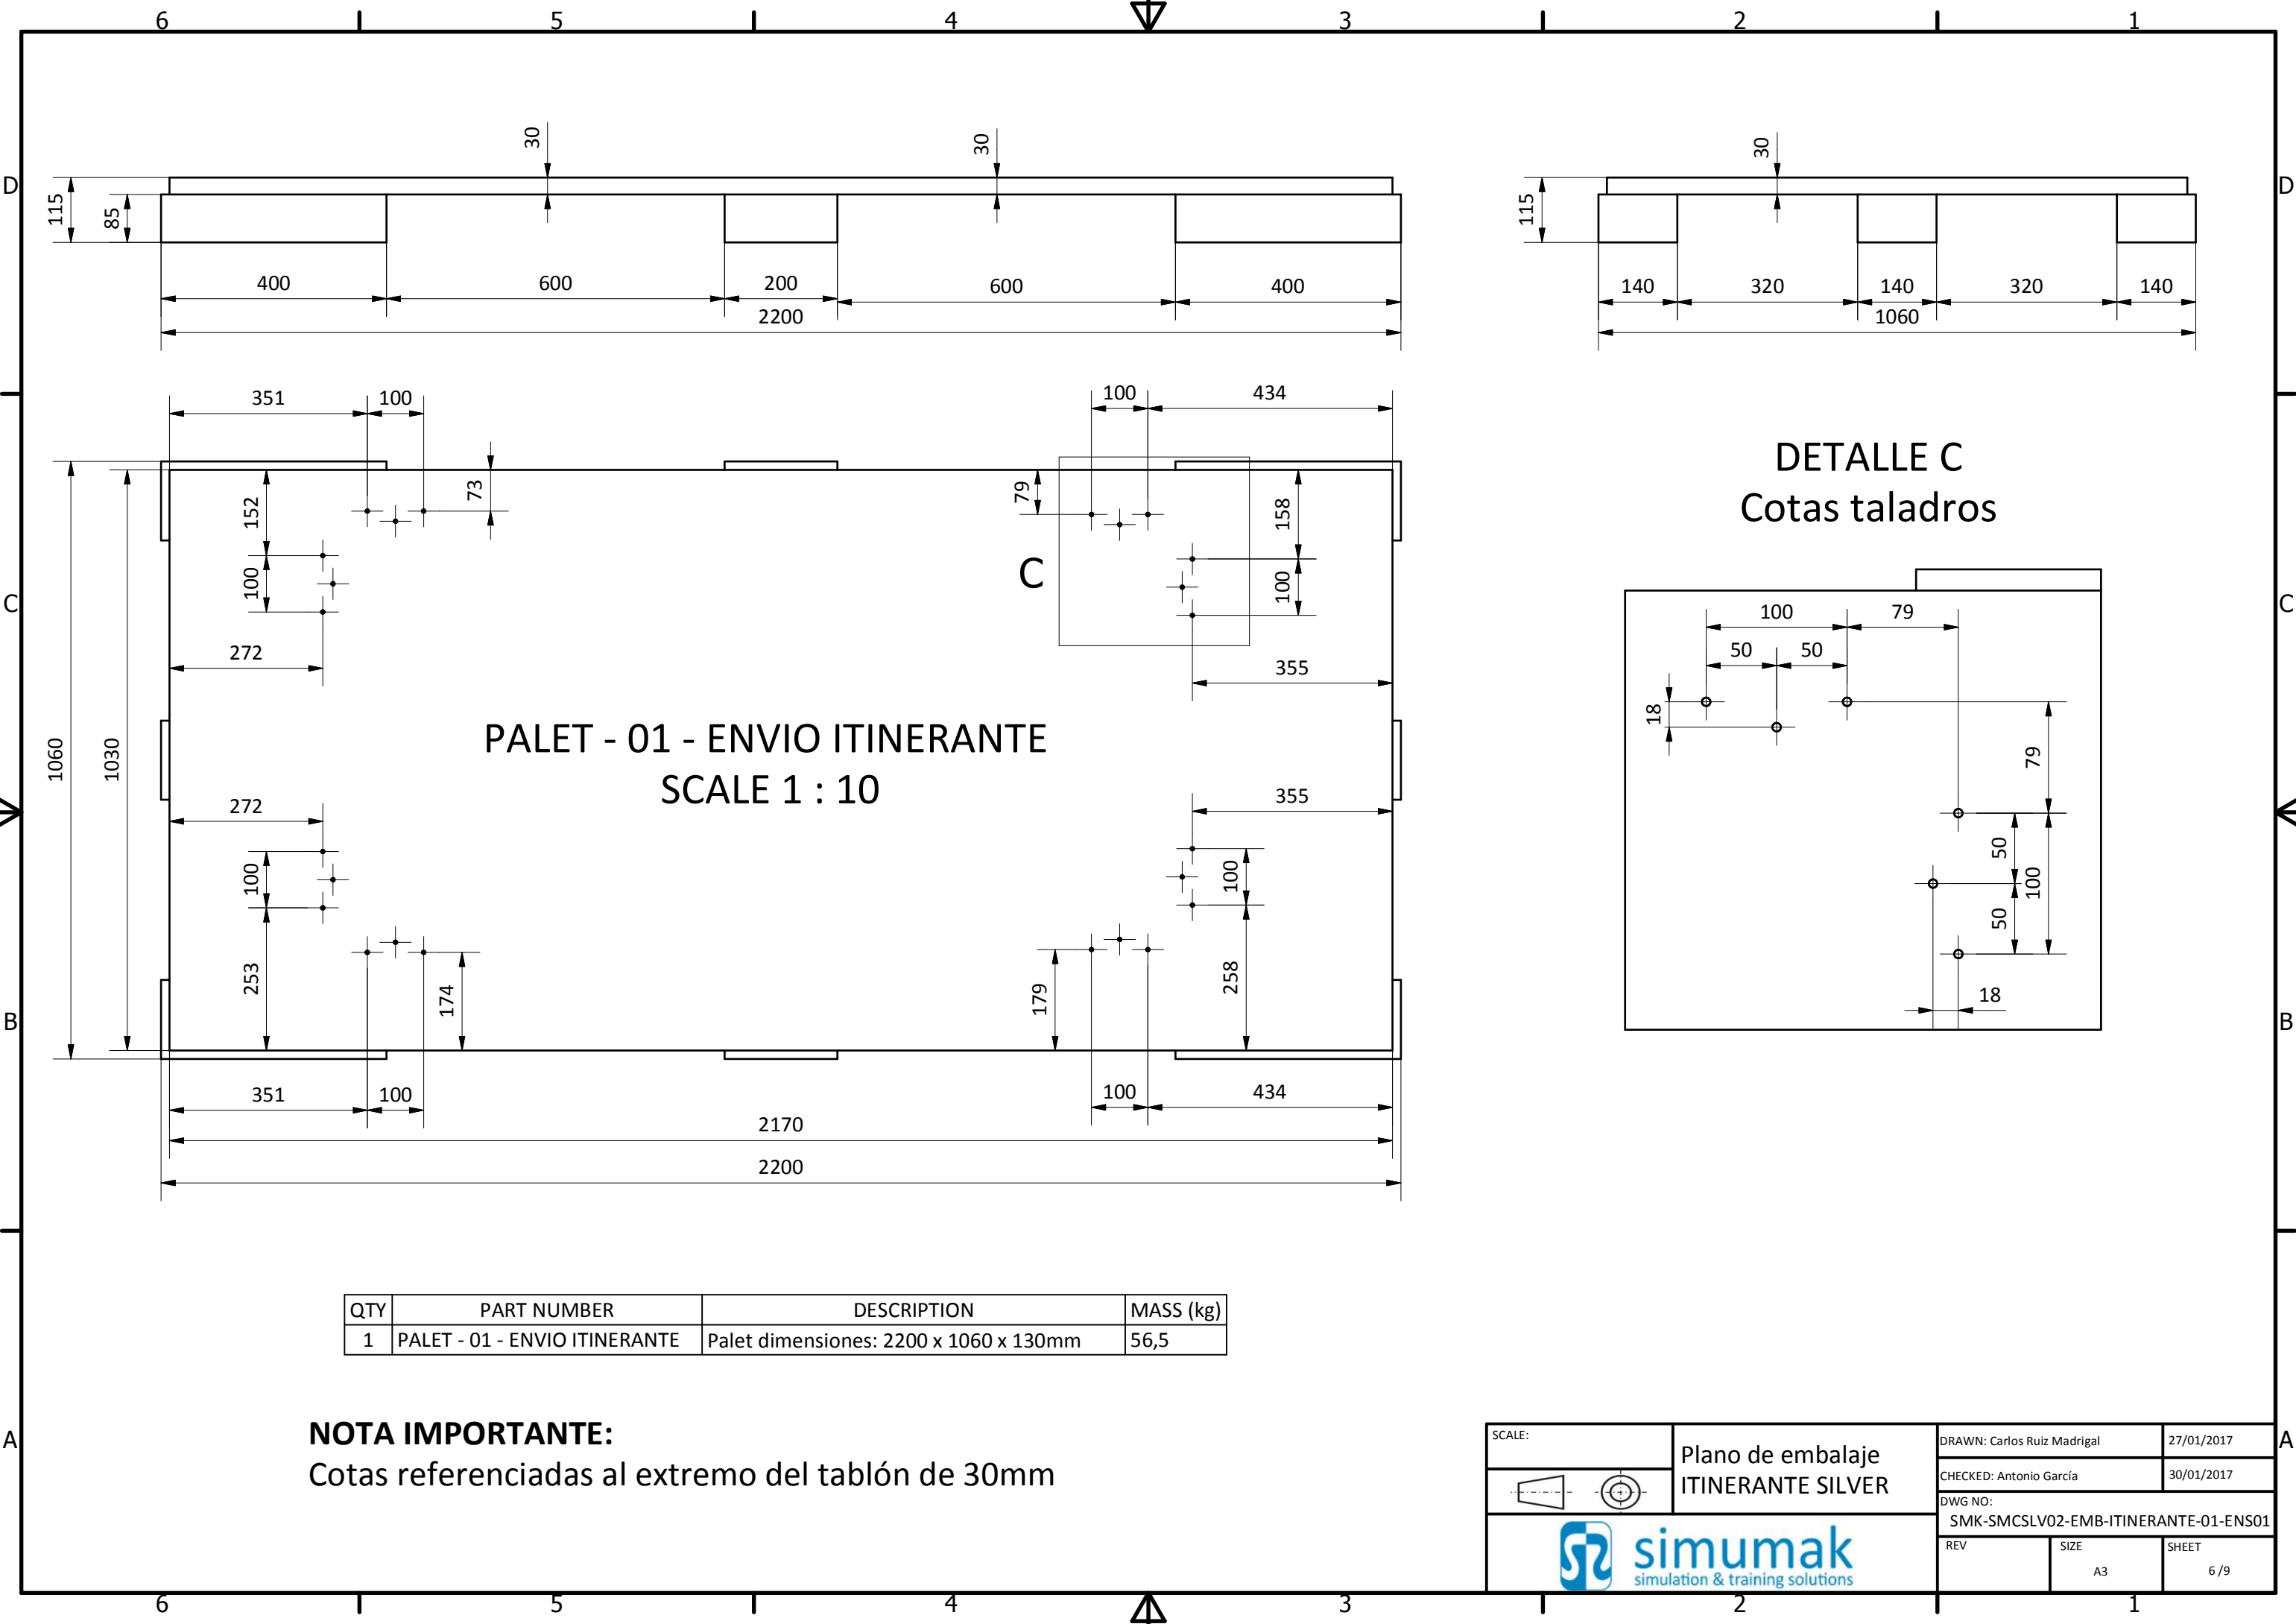 6 5 4 3 2 1
D D
30 30 30
115 85 115
400 600 200 600 400
2200
140 320 140 320 140
1060
351 100 100 434
DETALLE C
Cotas taladros
152 73 79 158
C
100 100
C C
272 355
100 79
50 50
18
79
50 100
50
18
PALET - 01 - ENVIO ITINERANTE
SCALE 1 : 10
1060 1030
272 355
100 100
253 174 179 258
B B
351 100 100 434
2170
2200
QTY PART NUMBER DESCRIPTION MASS (kg)
1 PALET - 01 - ENVIO ITINERANTE Palet dimensiones: 2200 x 1060 x 130mm 56,5
NOTA IMPORTANTE:
Cotas referenciadas al extremo del tablón de 30mm
A A
SCALE:
Plano de embalaje
ITINERANTE SILVER
DRAWN: Carlos Ruiz Madrigal 27/01/2017
CHECKED: Antonio García 30/01/2017
DWG NO:
SMK-SMCSLV02-EMB-ITINERANTE-01-ENS01
REV SIZE SHEET
A3 6 /9
simumak
simulation & training solutions
6 5 4 3 2 1